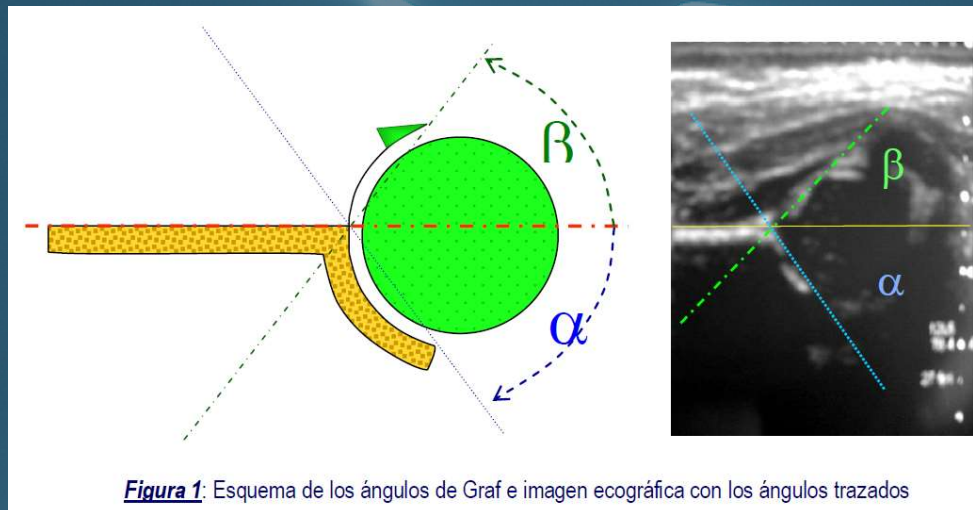 β
α
β
α
Figura 1: Esquema de los ángulos de Graf e imagen ecográfica con los ángulos trazados